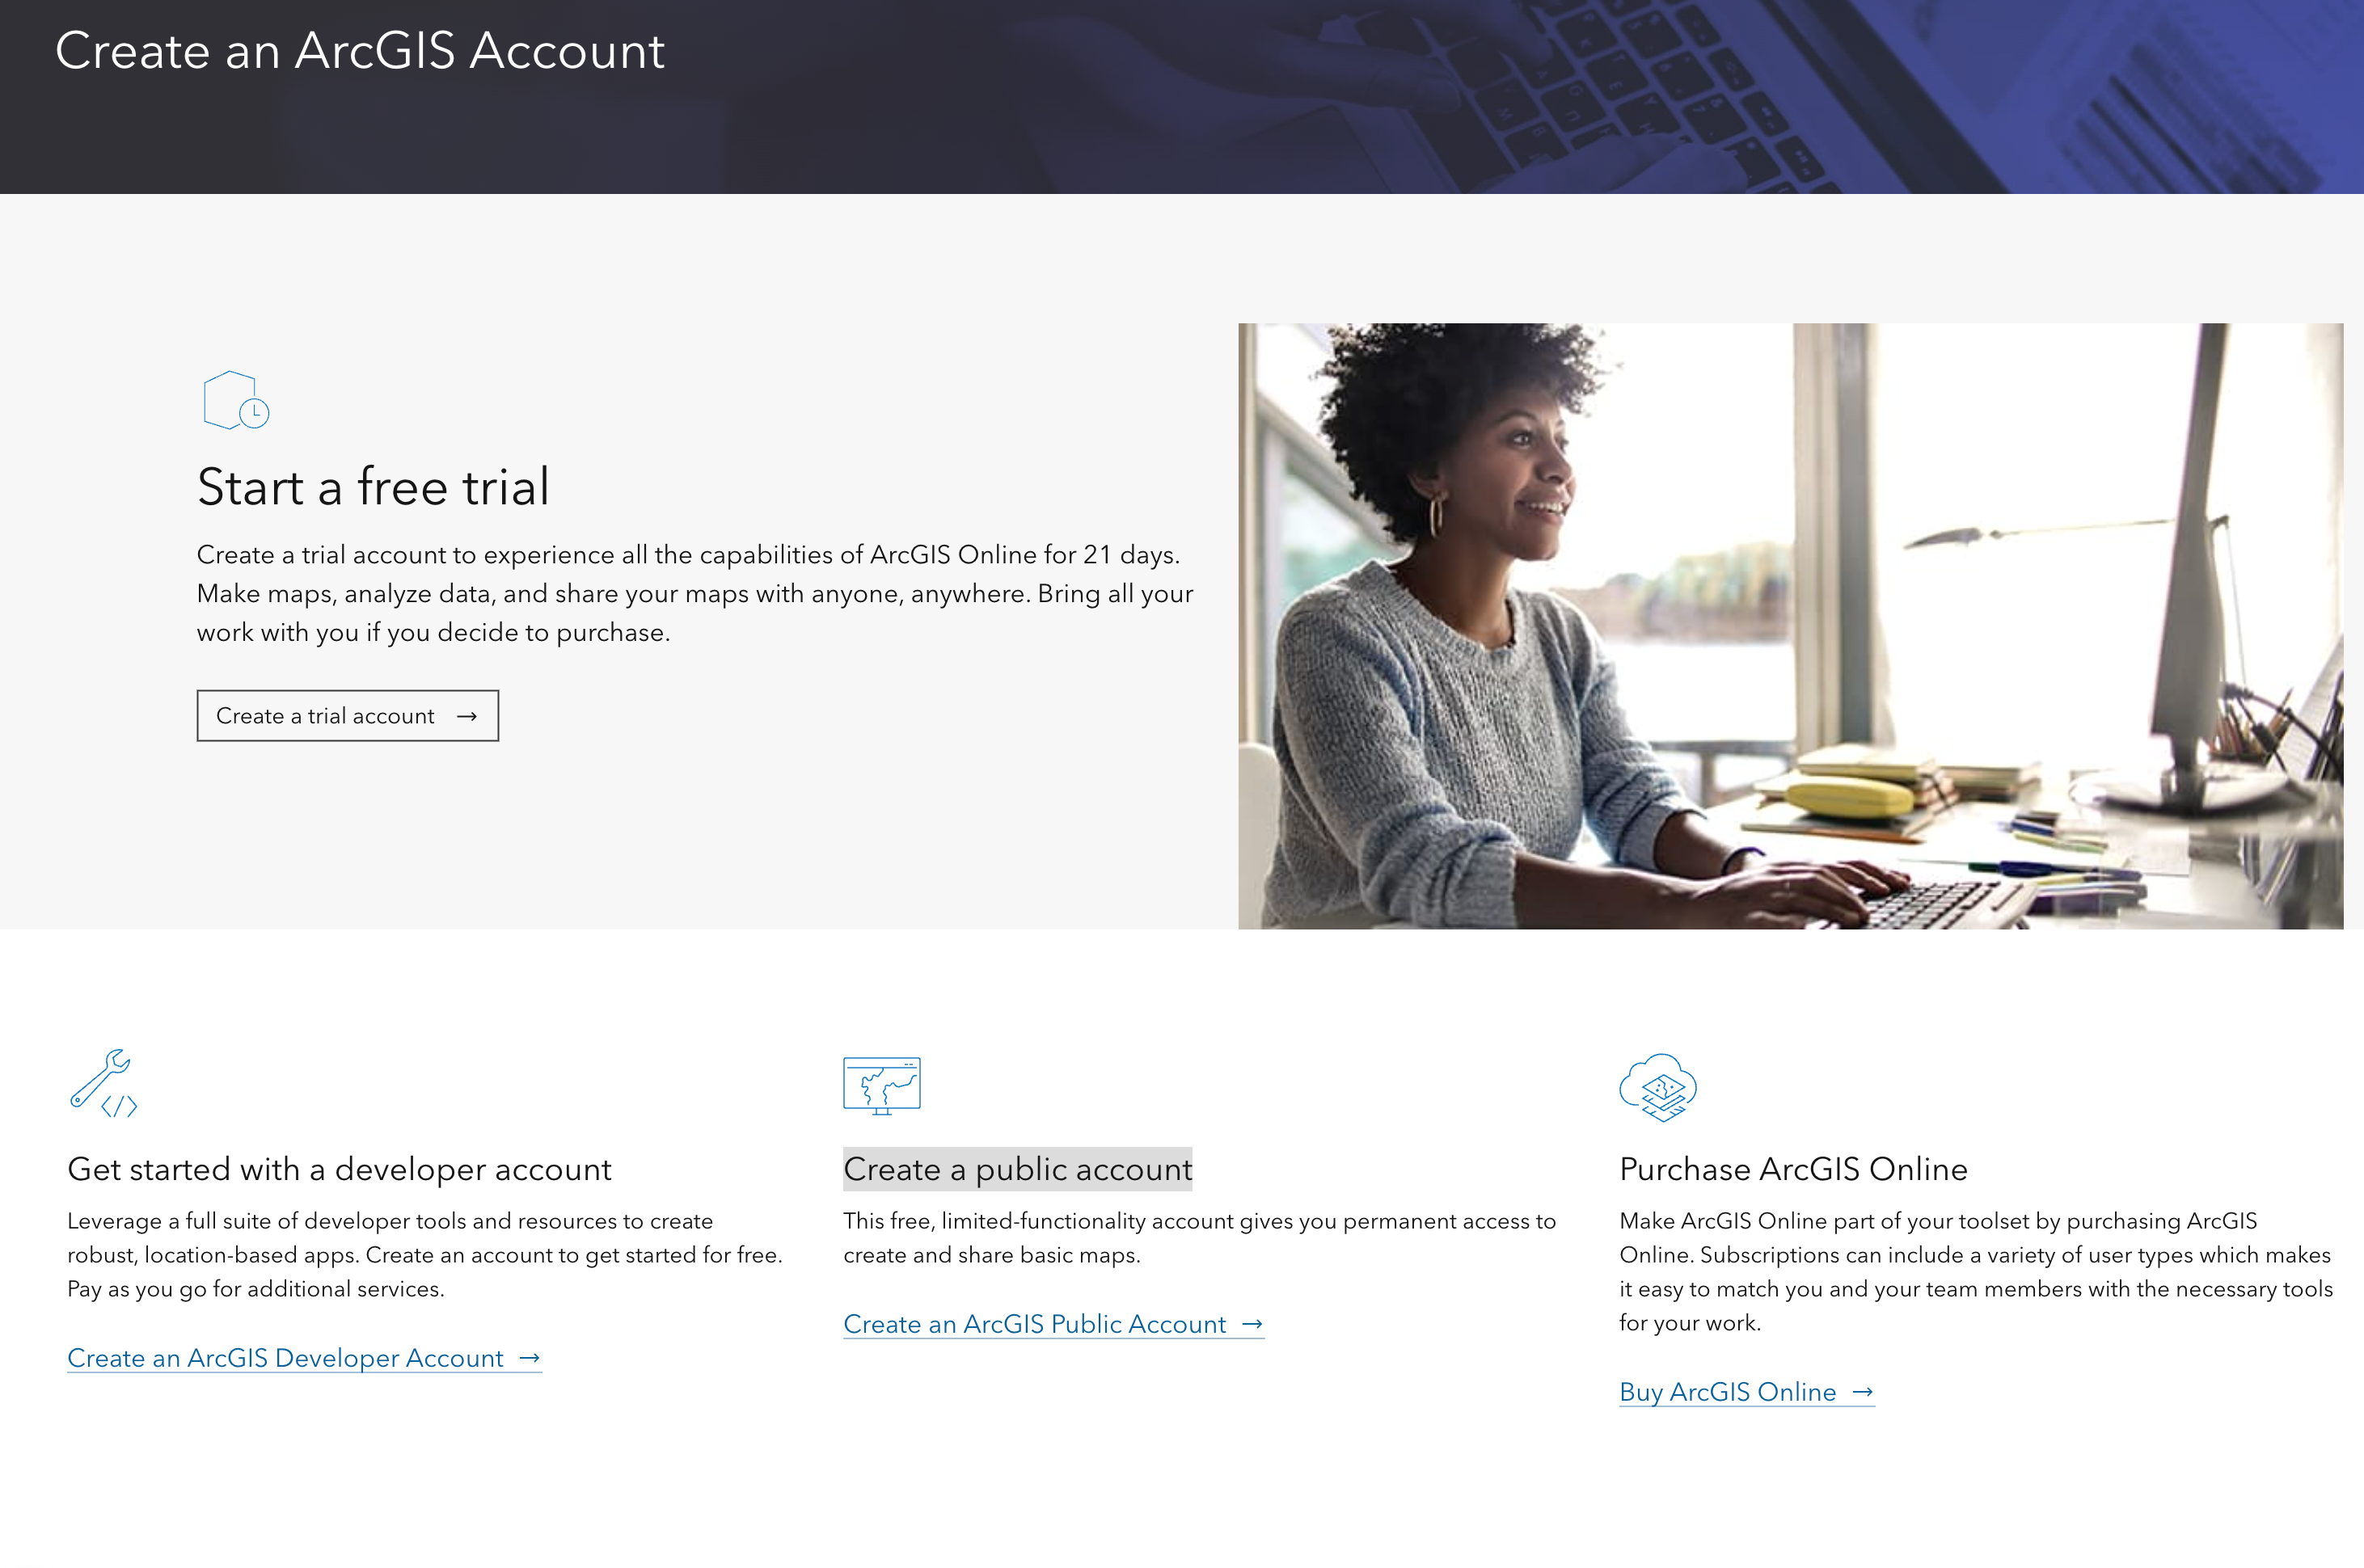 Create an ArcGIS Account
Start a free trial
Create a trial account to experience all the capabilities of ArcGIS Online for 21 days.
Make maps, analyze data, and share your maps with anyone, anywhere. Bring all your
work with you if you decide to purchase.
Create a trial account →
Get started with a developer account
Leverage a full suite of developer tools and resources to create
robust, location-based apps. Create an account to get started for free.
Pay as you go for additional services.
Create an ArcGIS Developer Account →
Create a public account
This free, limited-functionality account gives you permanent access to
create and share basic maps.
Create an ArcGIS Public Account →
Purchase ArcGIS Online
Make ArcGIS Online part of your toolset by purchasing ArcGIS
Online. Subscriptions can include a variety of user types which makes
it easy to match you and your team members with the necessary tools
for your work.
Buy ArcGIS Online →